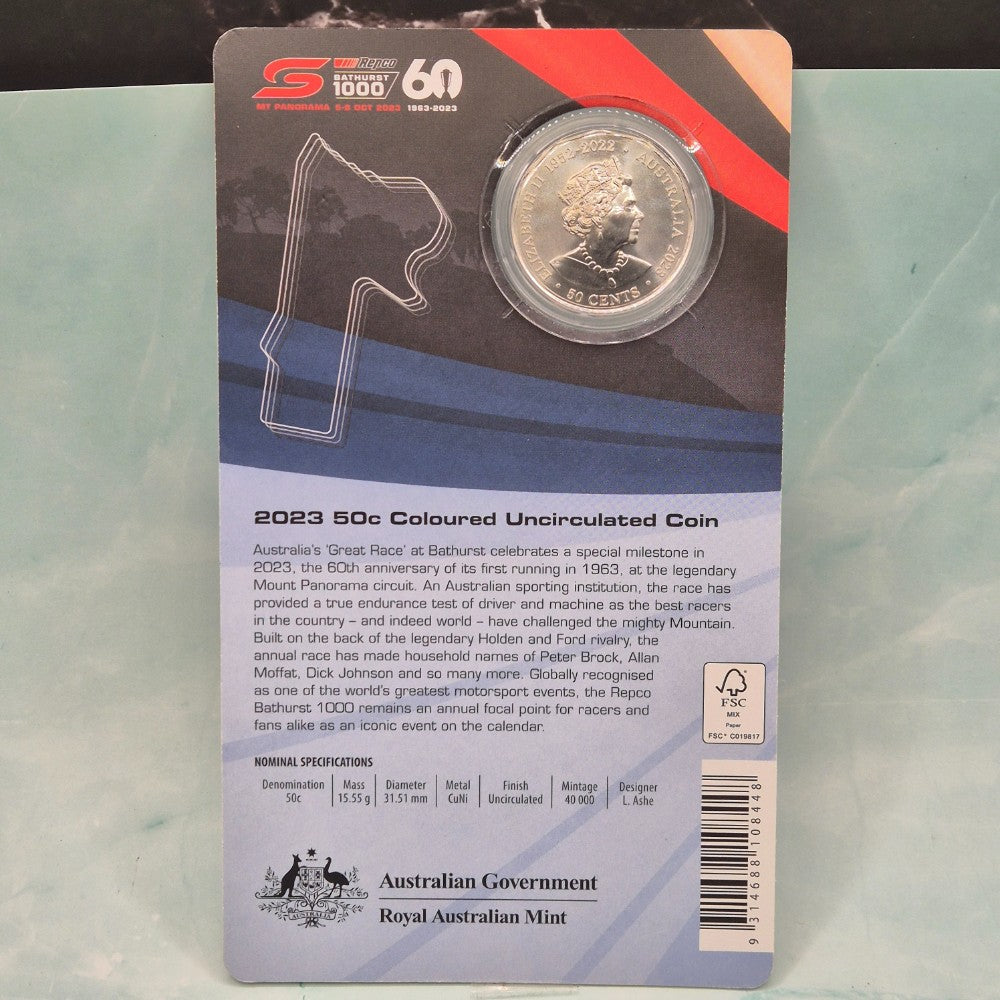 Repco
BATHURST
1000
60
MT PANORAMA 5-8 OCT 2023 1963-2023
ELIZABETH II 1952-2022 · AUSTRALIA 2023
· 50 CENTS ·
2023 50c Coloured Uncirculated Coin
Australia's 'Great Race' at Bathurst celebrates a special milestone in
2023, the 60th anniversary of its first running in 1963, at the legendary
Mount Panorama circuit. An Australian sporting institution, the race has
provided a true endurance test of driver and machine as the best racers
in the country – and indeed world – have challenged the mighty Mountain.
Built on the back of the legendary Holden and Ford rivalry, the
annual race has made household names of Peter Brock, Allan
Moffat, Dick Johnson and so many more. Globally recognised
as one of the world's greatest motorsport events, the Repco
Bathurst 1000 remains an annual focal point for racers and
fans alike as an iconic event on the calendar.
FSC
MIX
Paper
FSC® C019817
NOMINAL SPECIFICATIONS
Denomination Mass Diameter Metal Finish Mintage Designer
50c 15.55 g 31.51 mm CuNi Uncirculated 40 000 L. Ashe
AUSTRALIA
Australian Government
Royal Australian Mint
9 314688 108448